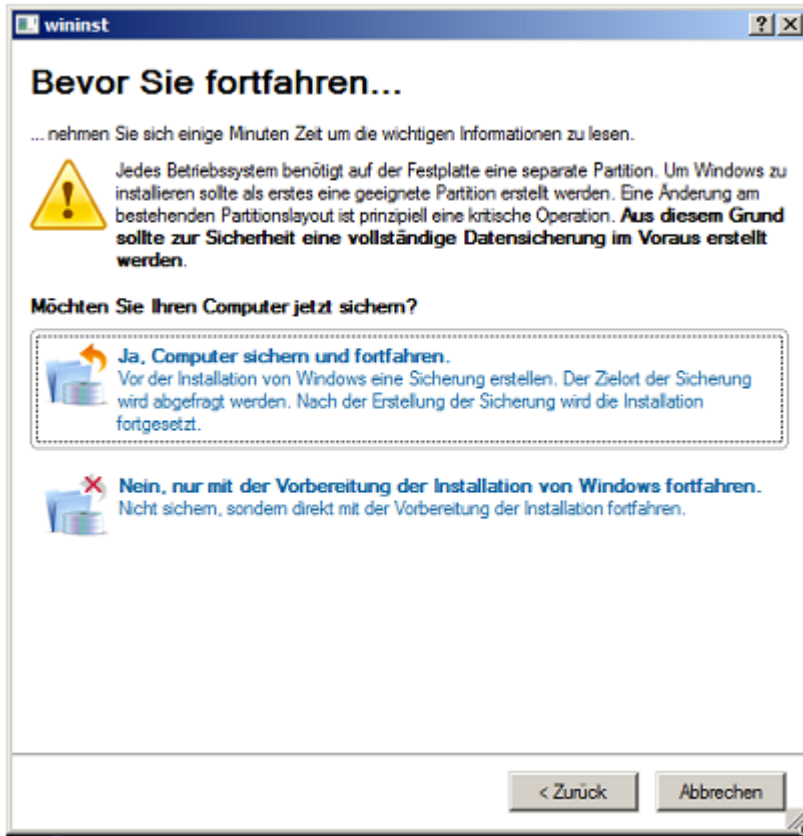 wininst
Bevor Sie fortfahren...
... nehmen Sie sich einige Minuten Zeit um die wichtigen Informationen zu lesen.
Jedes Betriebssystem benötigt auf der Festplatte eine separate Partition. Um Windows zu
installieren sollte als erstes eine geeignete Partition erstellt werden. Eine Änderung am
bestehenden Partitionslayout ist prinzipiell eine kritische Operation. Aus diesem Grund
sollte zur Sicherheit eine vollständige Datensicherung im Voraus erstellt
werden.
Möchten Sie Ihren Computer jetzt sichern?
Ja, Computer sichern und fortfahren.
Vor der Installation von Windows eine Sicherung erstellen. Der Zielort der Sicherung
wird abgefragt werden. Nach der Erstellung der Sicherung wird die Installation
fortgesetzt.
Nein, nur mit der Vorbereitung der Installation von Windows fortfahren.
Nicht sichern, sondern direkt mit der Vorbereitung der Installation fortfahren.
< Zurück Abbrechen